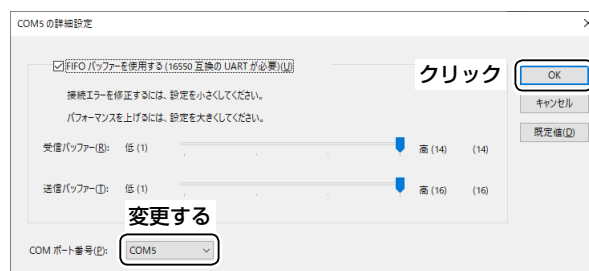 COM5 の詳細設定
FIFO バッファーを使用する (16550 互換の UART が必要)(U)
クリック
OK
接続エラーを修正するには、設定を小さくしてください。
キャンセル
パフォーマンスを上げるには、設定を大きくしてください。
既定値(D)
受信バッファー(R): 低 (1) 高 (14) (14)
送信バッファー(T): 低 (1) 高 (16) (16)
変更する
COM ポート番号(P): COM5